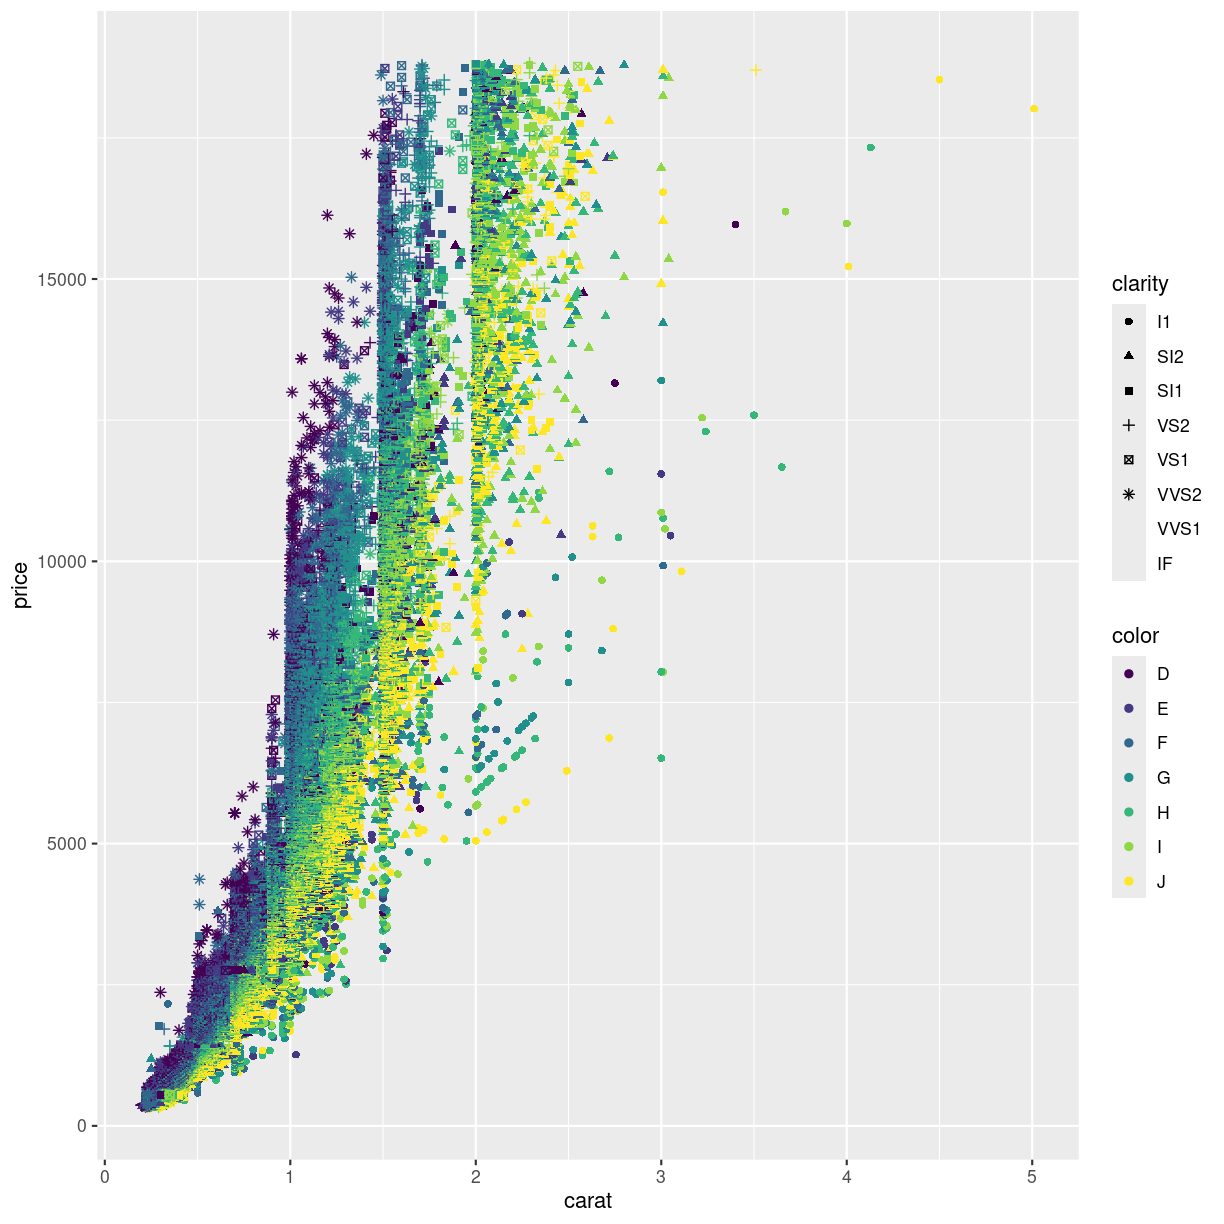 15000
10000
5000
0
price
0
1
2
3
4
5
carat
clarity
I1
SI2
SI1
VS2
VS1
VVS2
VVS1
IF
color
D
E
F
G
H
I
J